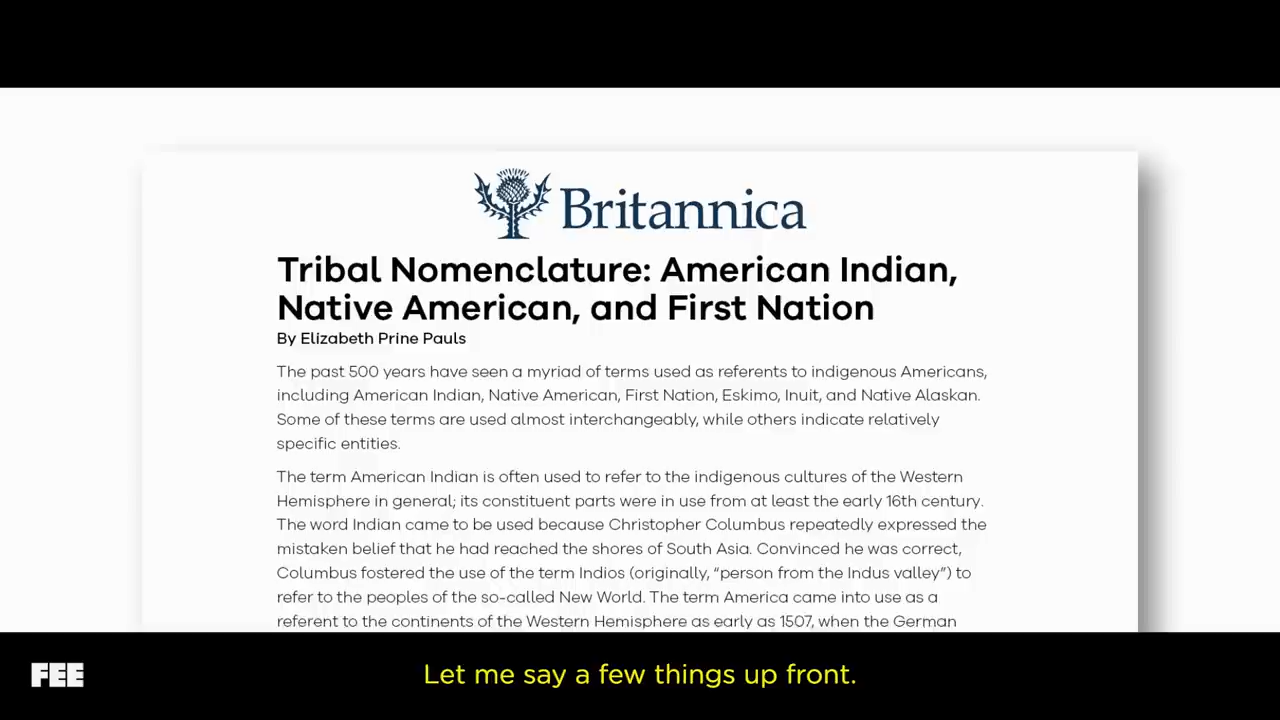 Britannica
Tribal Nomenclature: American Indian,
Native American, and First Nation
By Elizabeth Prine Pauls
The past 500 years have seen a myriad of terms used as referents to indigenous Americans,
including American Indian, Native American, First Nation, Eskimo, Inuit, and Native Alaskan.
Some of these terms are used almost interchangeably, while others indicate relatively
specific entities.
The term American Indian is often used to refer to the indigenous cultures of the Western
Hemisphere in general; its constituent parts were in use from at least the early 16th century.
The word Indian came to be used because Christopher Columbus repeatedly expressed the
mistaken belief that he had reached the shores of South Asia. Convinced he was correct,
Columbus fostered the use of the term Indios (originally, “person from the Indus valley”) to
refer to the peoples of the so-called New World. The term America came into use as a
referent to the continents of the Western Hemisphere as early as 1507, when the German
FEE
Let me say a few things up front.